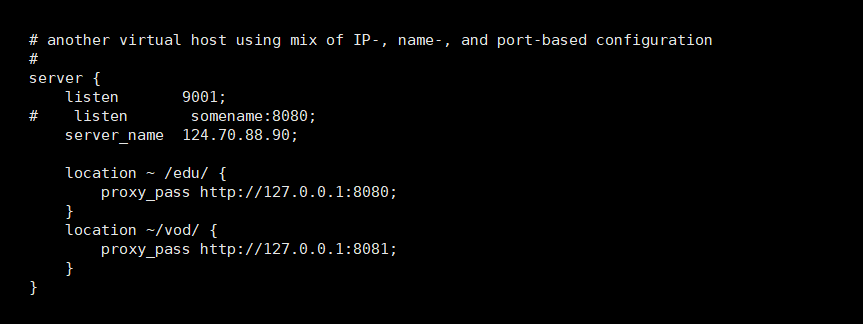 # another virtual host using mix of IP-, name-, and port-based configuration
#
server {
    listen       9001;
#    listen       somename:8080;
    server_name  124.70.88.90;

    location ~ /edu/ {
        proxy_pass http://127.0.0.1:8080;
    }
    location ~/vod/ {
        proxy_pass http://127.0.0.1:8081;
    }
}